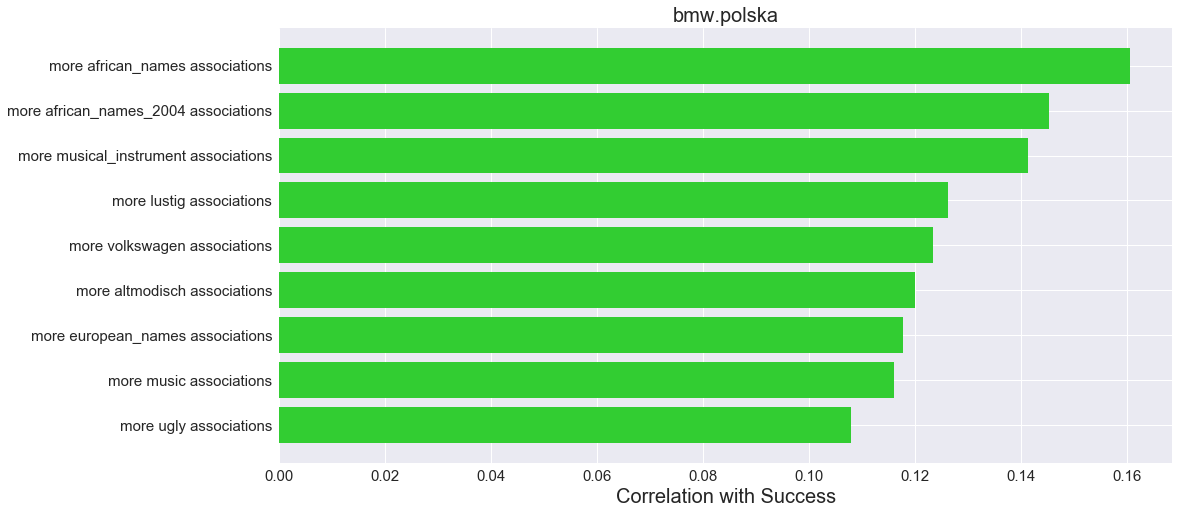 bmw.polska
more african_names associations
more african_names_2004 associations
more musical_instrument associations
more lustig associations
more volkswagen associations
more altmodisch associations
more european_names associations
more music associations
more ugly associations
0.00 0.02 0.04 0.06 0.08 0.10 0.12 0.14 0.16
Correlation with Success